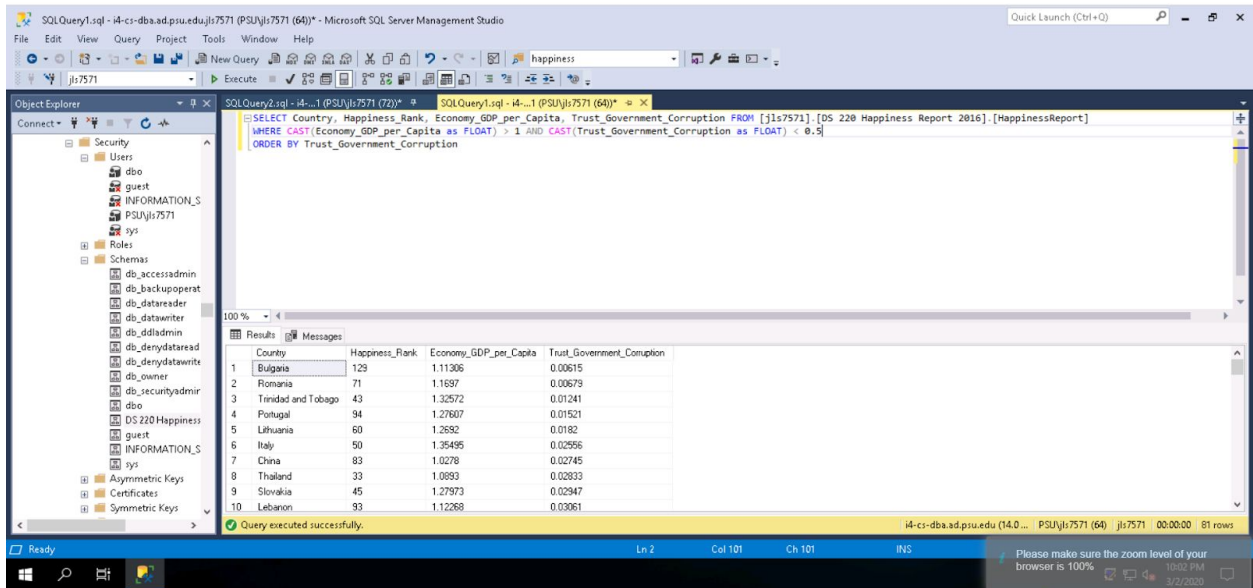 SQLQuery1.sql - i4-cs-dba.ad.psu.edu.jls7571 (PSU\jls7571 (64))* - Microsoft SQL Server Management Studio
Quick Launch (Ctrl+Q)
File Edit View Query Project Tools Window Help
New Query happiness
jls7571 Execute
Object Explorer
SQLQuery2.sql - i4-...1 (PSU\jls7571 (72))* SQLQuery1.sql - i4-...1 (PSU\jls7571 (64))*
Connect
SELECT Country, Happiness_Rank, Economy_GDP_per_Capita, Trust_Government_Corruption FROM [jls7571].[DS 220 Happiness Report 2016].[HappinessReport]
WHERE CAST(Economy_GDP_per_Capita as FLOAT) > 1 AND CAST(Trust_Government_Corruption as FLOAT) < 0.5
ORDER BY Trust_Government_Corruption
Security
Users
dbo
guest
INFORMATION_S
PSU\jls7571
sys
Roles
Schemas
db_accessadmin
db_backupoperat
db_datareader
db_datawriter
db_ddladmin
db_denydataread
db_denydatawrite
db_owner
db_securityadmir
dbo
DS 220 Happiness
guest
INFORMATION_S
sys
Asymmetric Keys
Certificates
Symmetric Keys
100 %
Results Messages
Country Happiness_Rank Economy_GDP_per_Capita Trust_Government_Corruption
1 Bulgaria 129 1.11306 0.00615
2 Romania 71 1.1697 0.00679
3 Trinidad and Tobago 43 1.32572 0.01241
4 Portugal 94 1.27607 0.01521
5 Lithuania 60 1.2692 0.0182
6 Italy 50 1.35495 0.02556
7 China 83 1.0278 0.02745
8 Thailand 33 1.0893 0.02833
9 Slovakia 45 1.27973 0.02947
10 Lebanon 93 1.12268 0.03061
Query executed successfully. i4-cs-dba.ad.psu.edu (14.0 ... PSU\jls7571 (64) jls7571 00:00:00 81 rows
Ready Ln 2 Col 101 Ch 101 INS
Please make sure the zoom level of your
browser is 100%
10:02 PM
3/2/2020